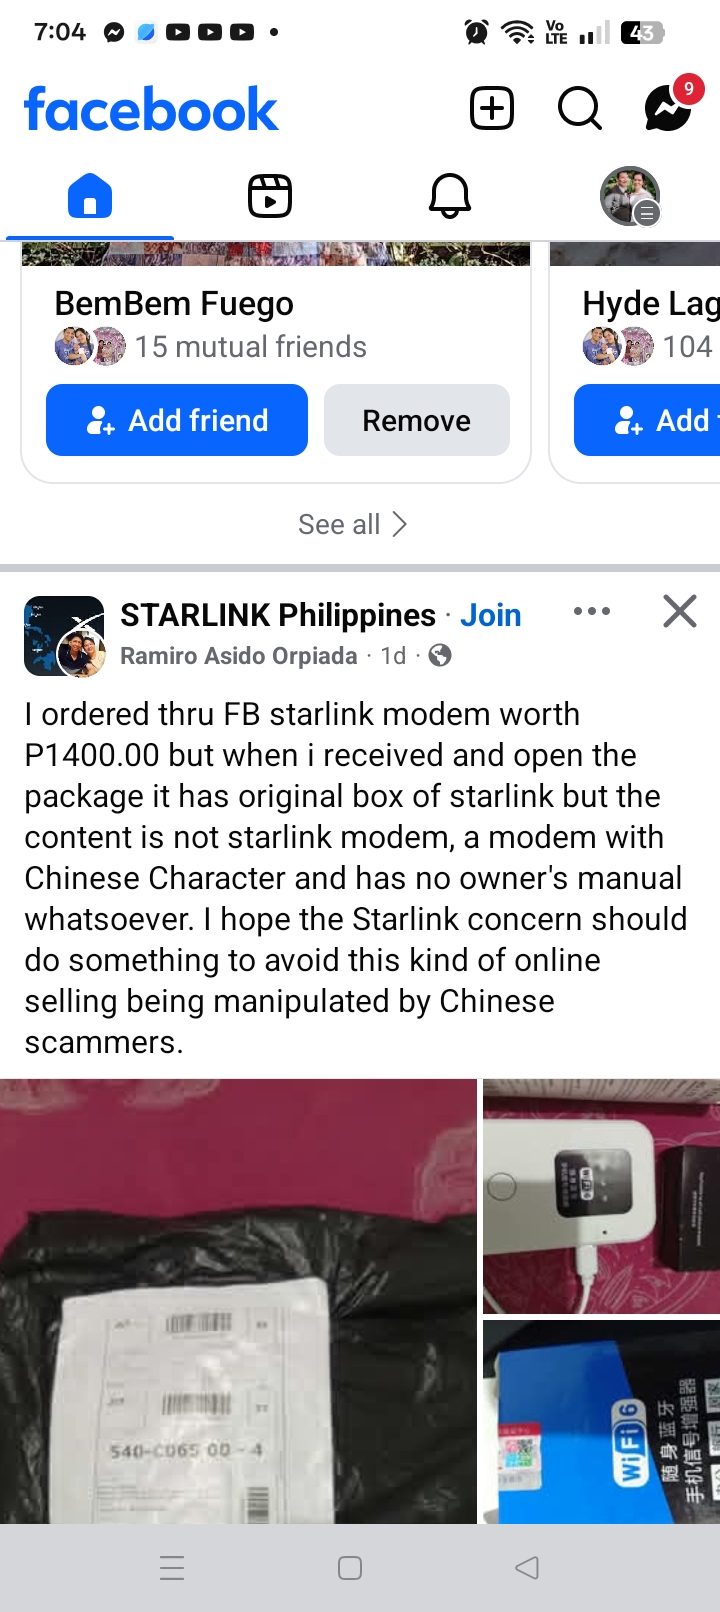 7:04
Vo
LTE
43
facebook
9
BemBem Fuego
15 mutual friends
Add friend
Remove
Hyde Lag
104
Add
See all
STARLINK Philippines · Join
Ramiro Asido Orpiada · 1d ·
I ordered thru FB starlink modem worth
P1400.00 but when i received and open the
package it has original box of starlink but the
content is not starlink modem, a modem with
Chinese Character and has no owner's manual
whatsoever. I hope the Starlink concern should
do something to avoid this kind of online
selling being manipulated by Chinese
scammers.
540-C065 00-4
WiFi 6
随身蓝牙
手机信号增强器